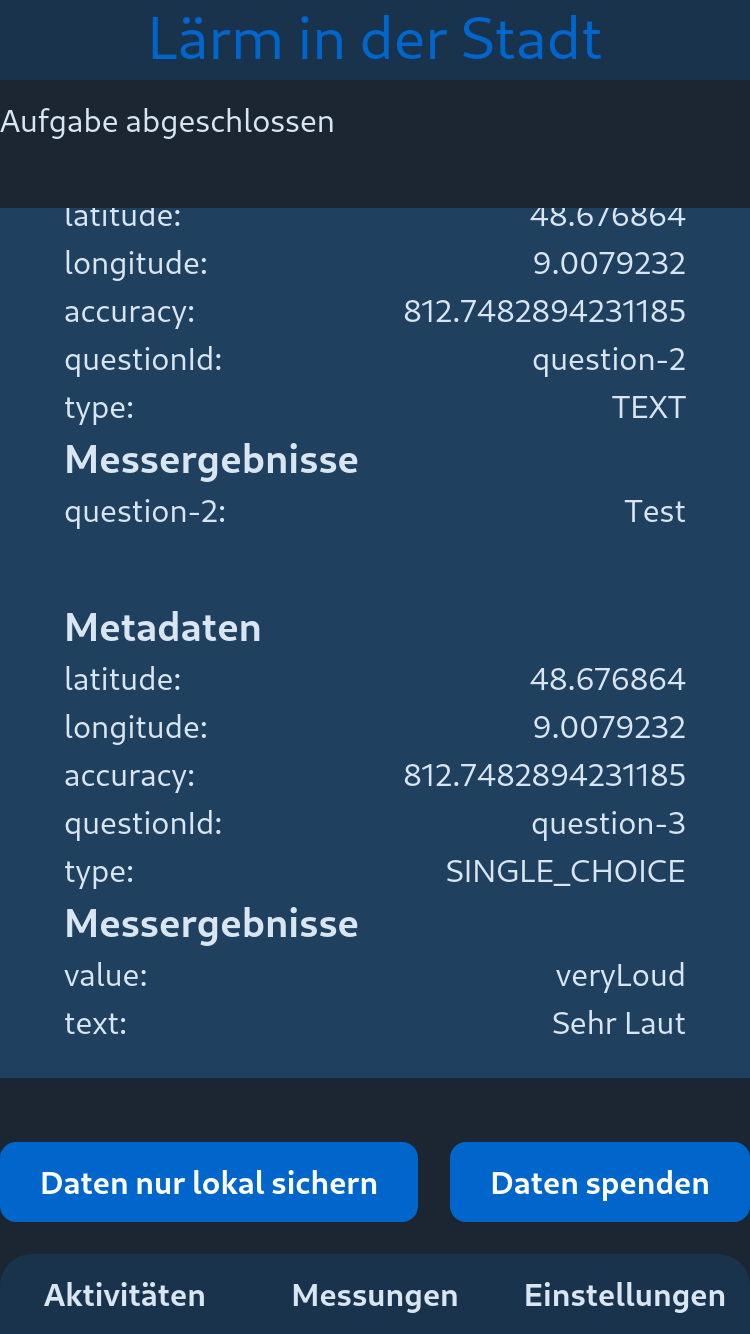 Lärm in der Stadt
Aufgabe abgeschlossen
latitude: 48.676864
longitude: 9.0079232
accuracy: 812.7482894231185
questionId: question-2
type: TEXT
Messergebnisse
question-2: Test
Metadaten
latitude: 48.676864
longitude: 9.0079232
accuracy: 812.7482894231185
questionId: question-3
type: SINGLE_CHOICE
Messergebnisse
value: veryLoud
text: Sehr Laut
Daten nur lokal sichern Daten spenden
Aktivitäten Messungen Einstellungen